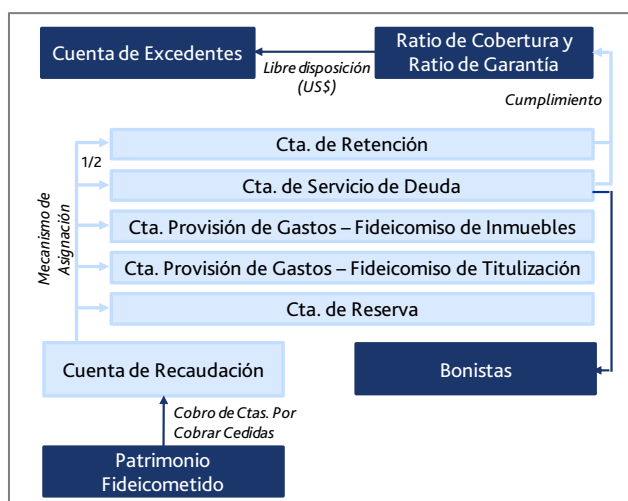 Cuenta de Excedentes
Ratio de Cobertura y
Ratio de Garantía
Libre disposición
(US$)
Cumplimiento
1/2
Cta. de Retención
Cta. de Servicio de Deuda
Cta. Provisión de Gastos – Fideicomiso de Inmuebles
Cta. Provisión de Gastos – Fideicomiso de Titulización
Cta. de Reserva
Mecanismo de
Asignación
Cuenta de Recaudación
Bonistas
Cobro de Ctas. Por
Cobrar Cedidas
Patrimonio
Fideicometido